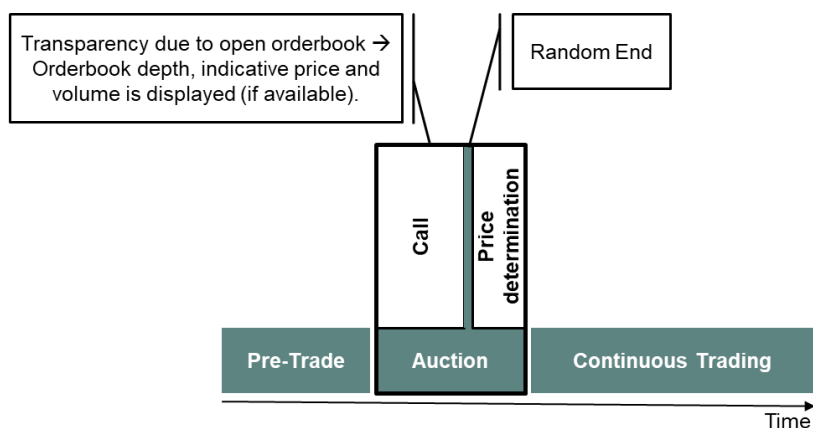 Transparency due to open orderbook →
Orderbook depth, indicative price and
volume is displayed (if available).
Random End
Call
Price
determination
Pre-Trade
Auction
Continuous Trading
Time